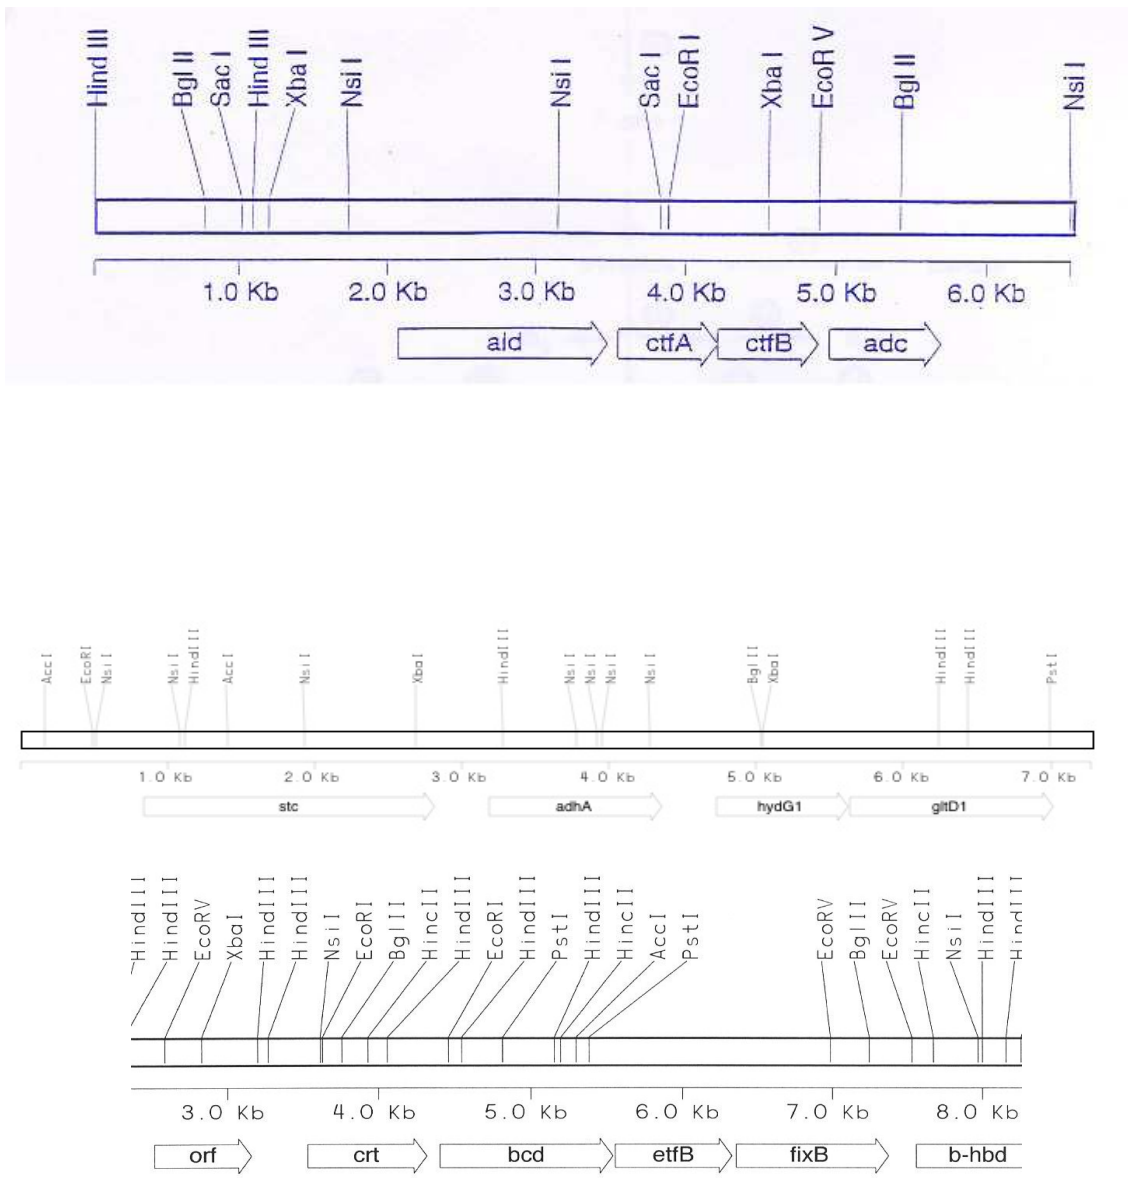 Hind III
Bgl II
Sac I
Hind III
Xba I
Nsi I
Nsi I
Sac I
EcoR I
Xba I
EcoR V
Bgl II
Nsi I
1.0 Kb 2.0 Kb 3.0 Kb 4.0 Kb 5.0 Kb 6.0 Kb
ald ctfA ctfB adc
AccI
EcoRI
NsiI
NsiI
HindIII
AccI
NsiI
XbaI
HindIII
NsiI
NsiI
NsiI
NsiI
BglII
XbaI
HindIII
HindIII
PstI
1.0 Kb 2.0 Kb 3.0 Kb 4.0 Kb 5.0 Kb 6.0 Kb 7.0 Kb
stc adhA hydG1 gltD1
HindIII
HindIII
EcoRV
XbaI
HindIII
HindIII
NsiI
EcoRI
BglII
HincII
HindIII
EcoRI
HindIII
PstI
HindIII
HincII
AccI
PstI
EcoRV
BglII
EcoRV
HincII
NsiI
HindIII
HindIII
3.0 Kb 4.0 Kb 5.0 Kb 6.0 Kb 7.0 Kb 8.0 Kb
orf crt bcd etfB fixB b-hbd